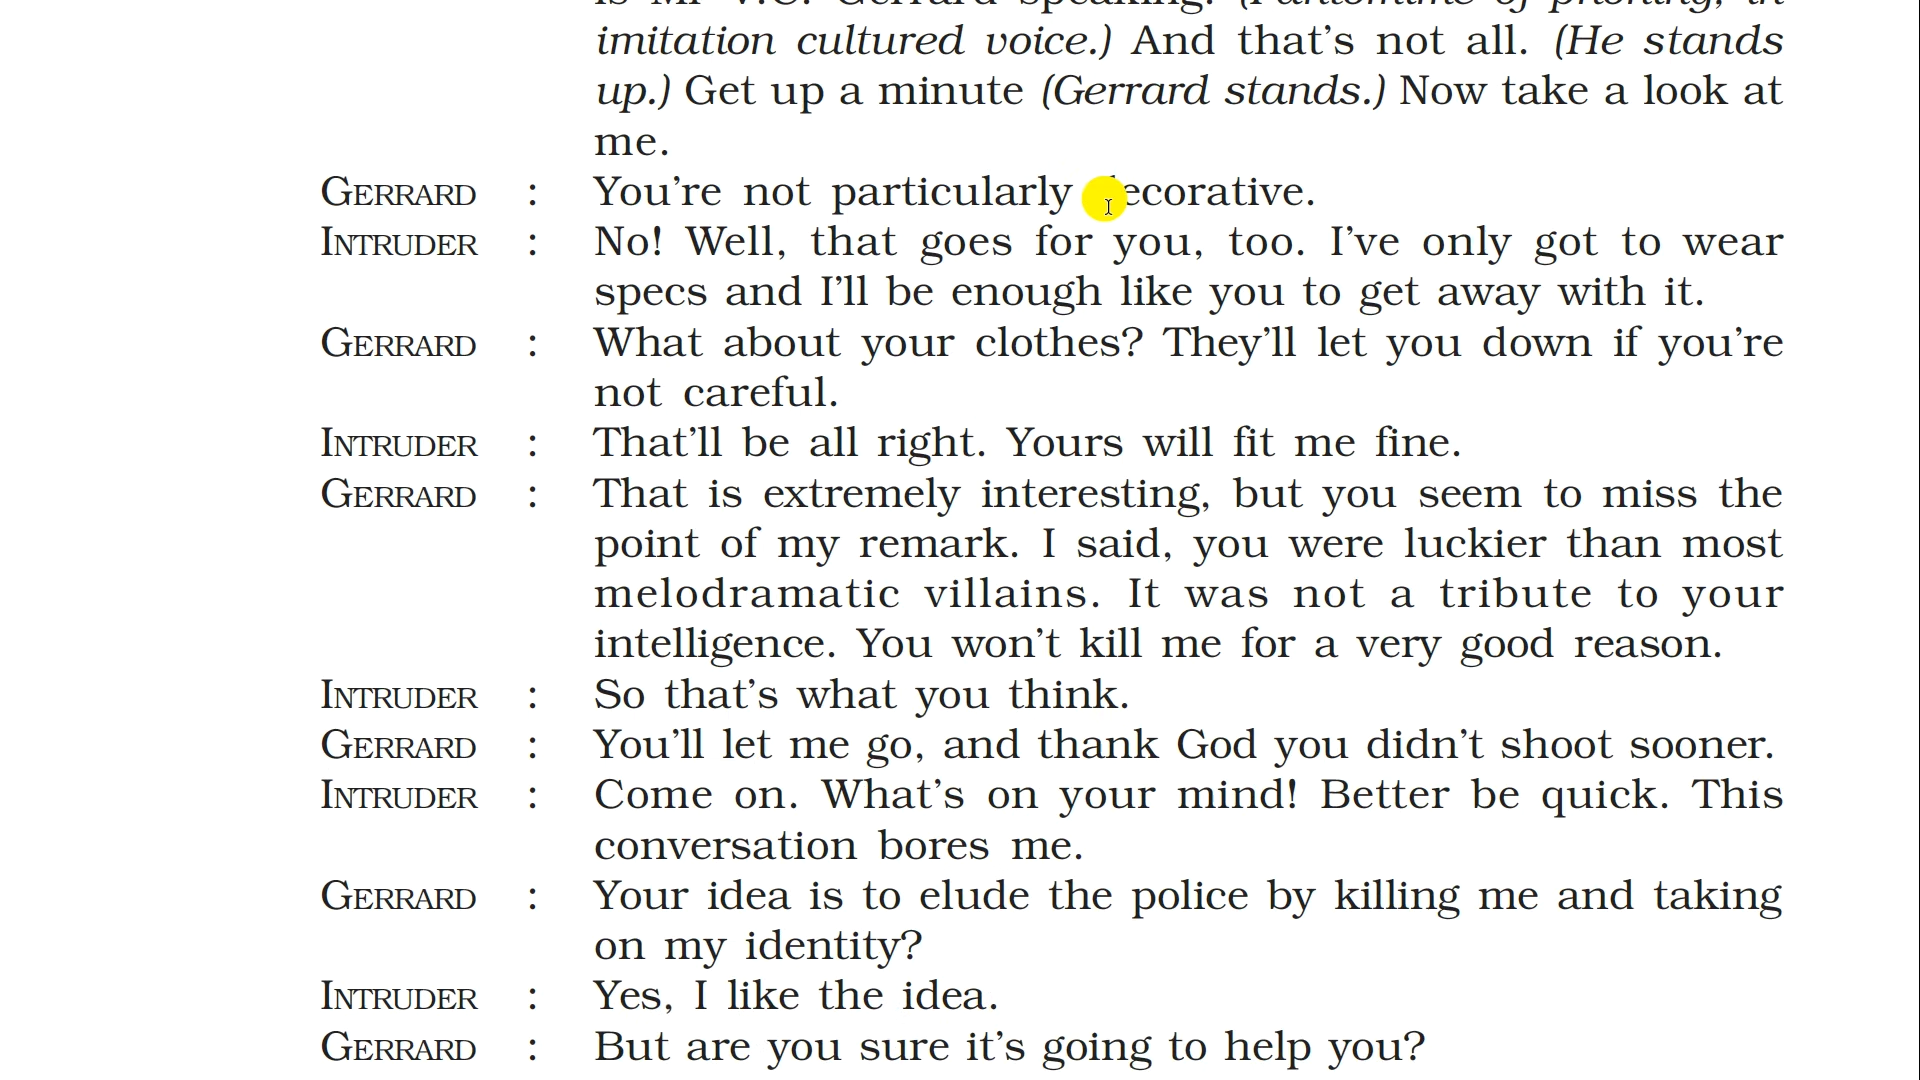 imitation cultured voice.) And that's not all. (He stands
up.) Get up a minute (Gerrard stands.) Now take a look at
me.
GERRARD : You're not particularly decorative.
INTRUDER : No! Well, that goes for you, too. I've only got to wear
specs and I'll be enough like you to get away with it.
GERRARD : What about your clothes? They'll let you down if you're
not careful.
INTRUDER : That'll be all right. Yours will fit me fine.
GERRARD : That is extremely interesting, but you seem to miss the
point of my remark. I said, you were luckier than most
melodramatic villains. It was not a tribute to your
intelligence. You won't kill me for a very good reason.
INTRUDER : So that's what you think.
GERRARD : You'll let me go, and thank God you didn't shoot sooner.
INTRUDER : Come on. What's on your mind! Better be quick. This
conversation bores me.
GERRARD : Your idea is to elude the police by killing me and taking
on my identity?
INTRUDER : Yes, I like the idea.
GERRARD : But are you sure it's going to help you?